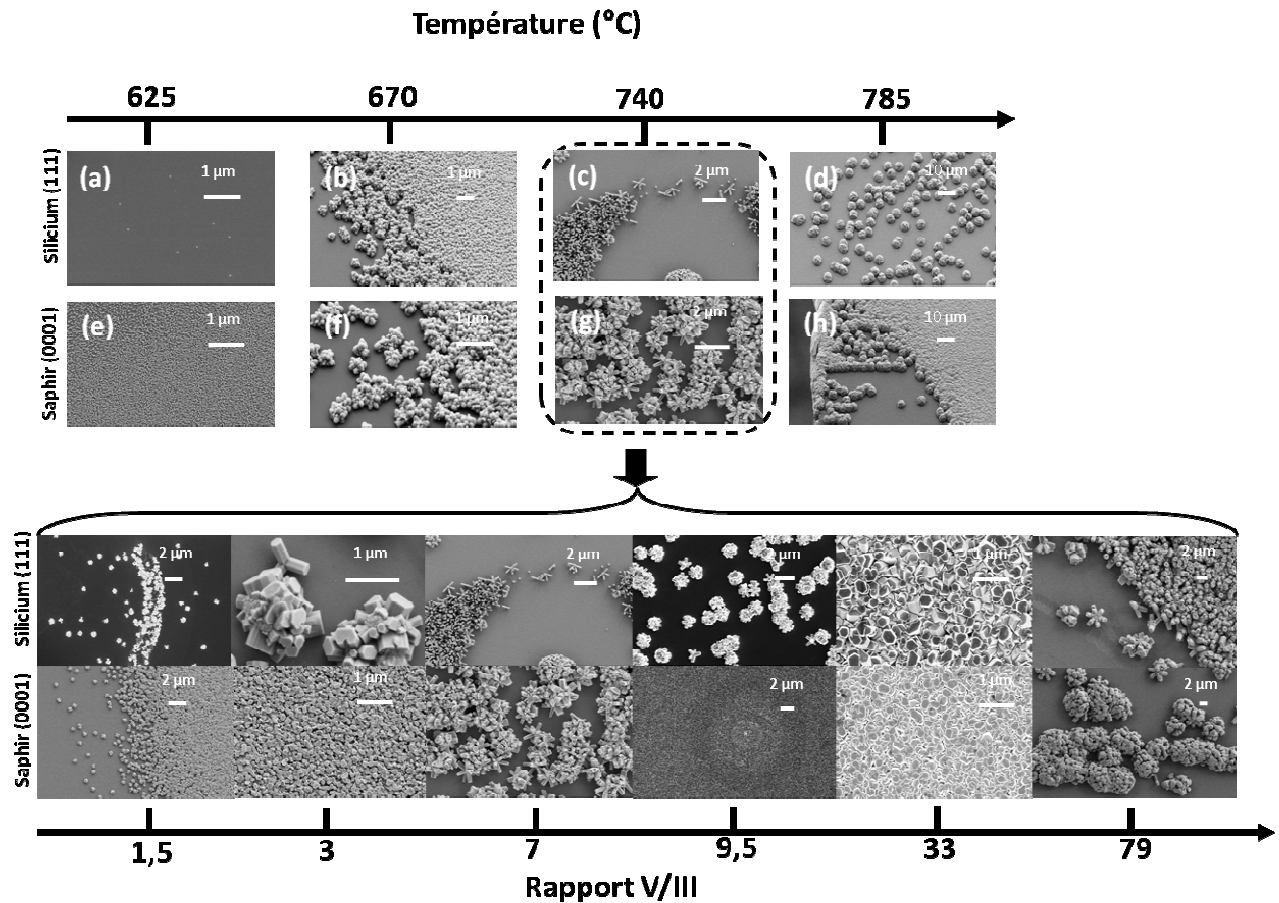 Température (°C)
625 670 740 785
Silicium (111)
(a) 1 µm
(b) 1 µm
(c) 2 µm
(d) 10 µm
Saphir (0001)
(e) 1 µm
(f) 1 µm
(g) 2 µm
(h) 10 µm
Silicium (111)
2 µm 1 µm 2 µm 2 µm 1 µm 2 µm
Saphir (0001)
2 µm 1 µm 2 µm 1 µm 2 µm
1,5 3 7 9,5 33 79
Rapport V/III